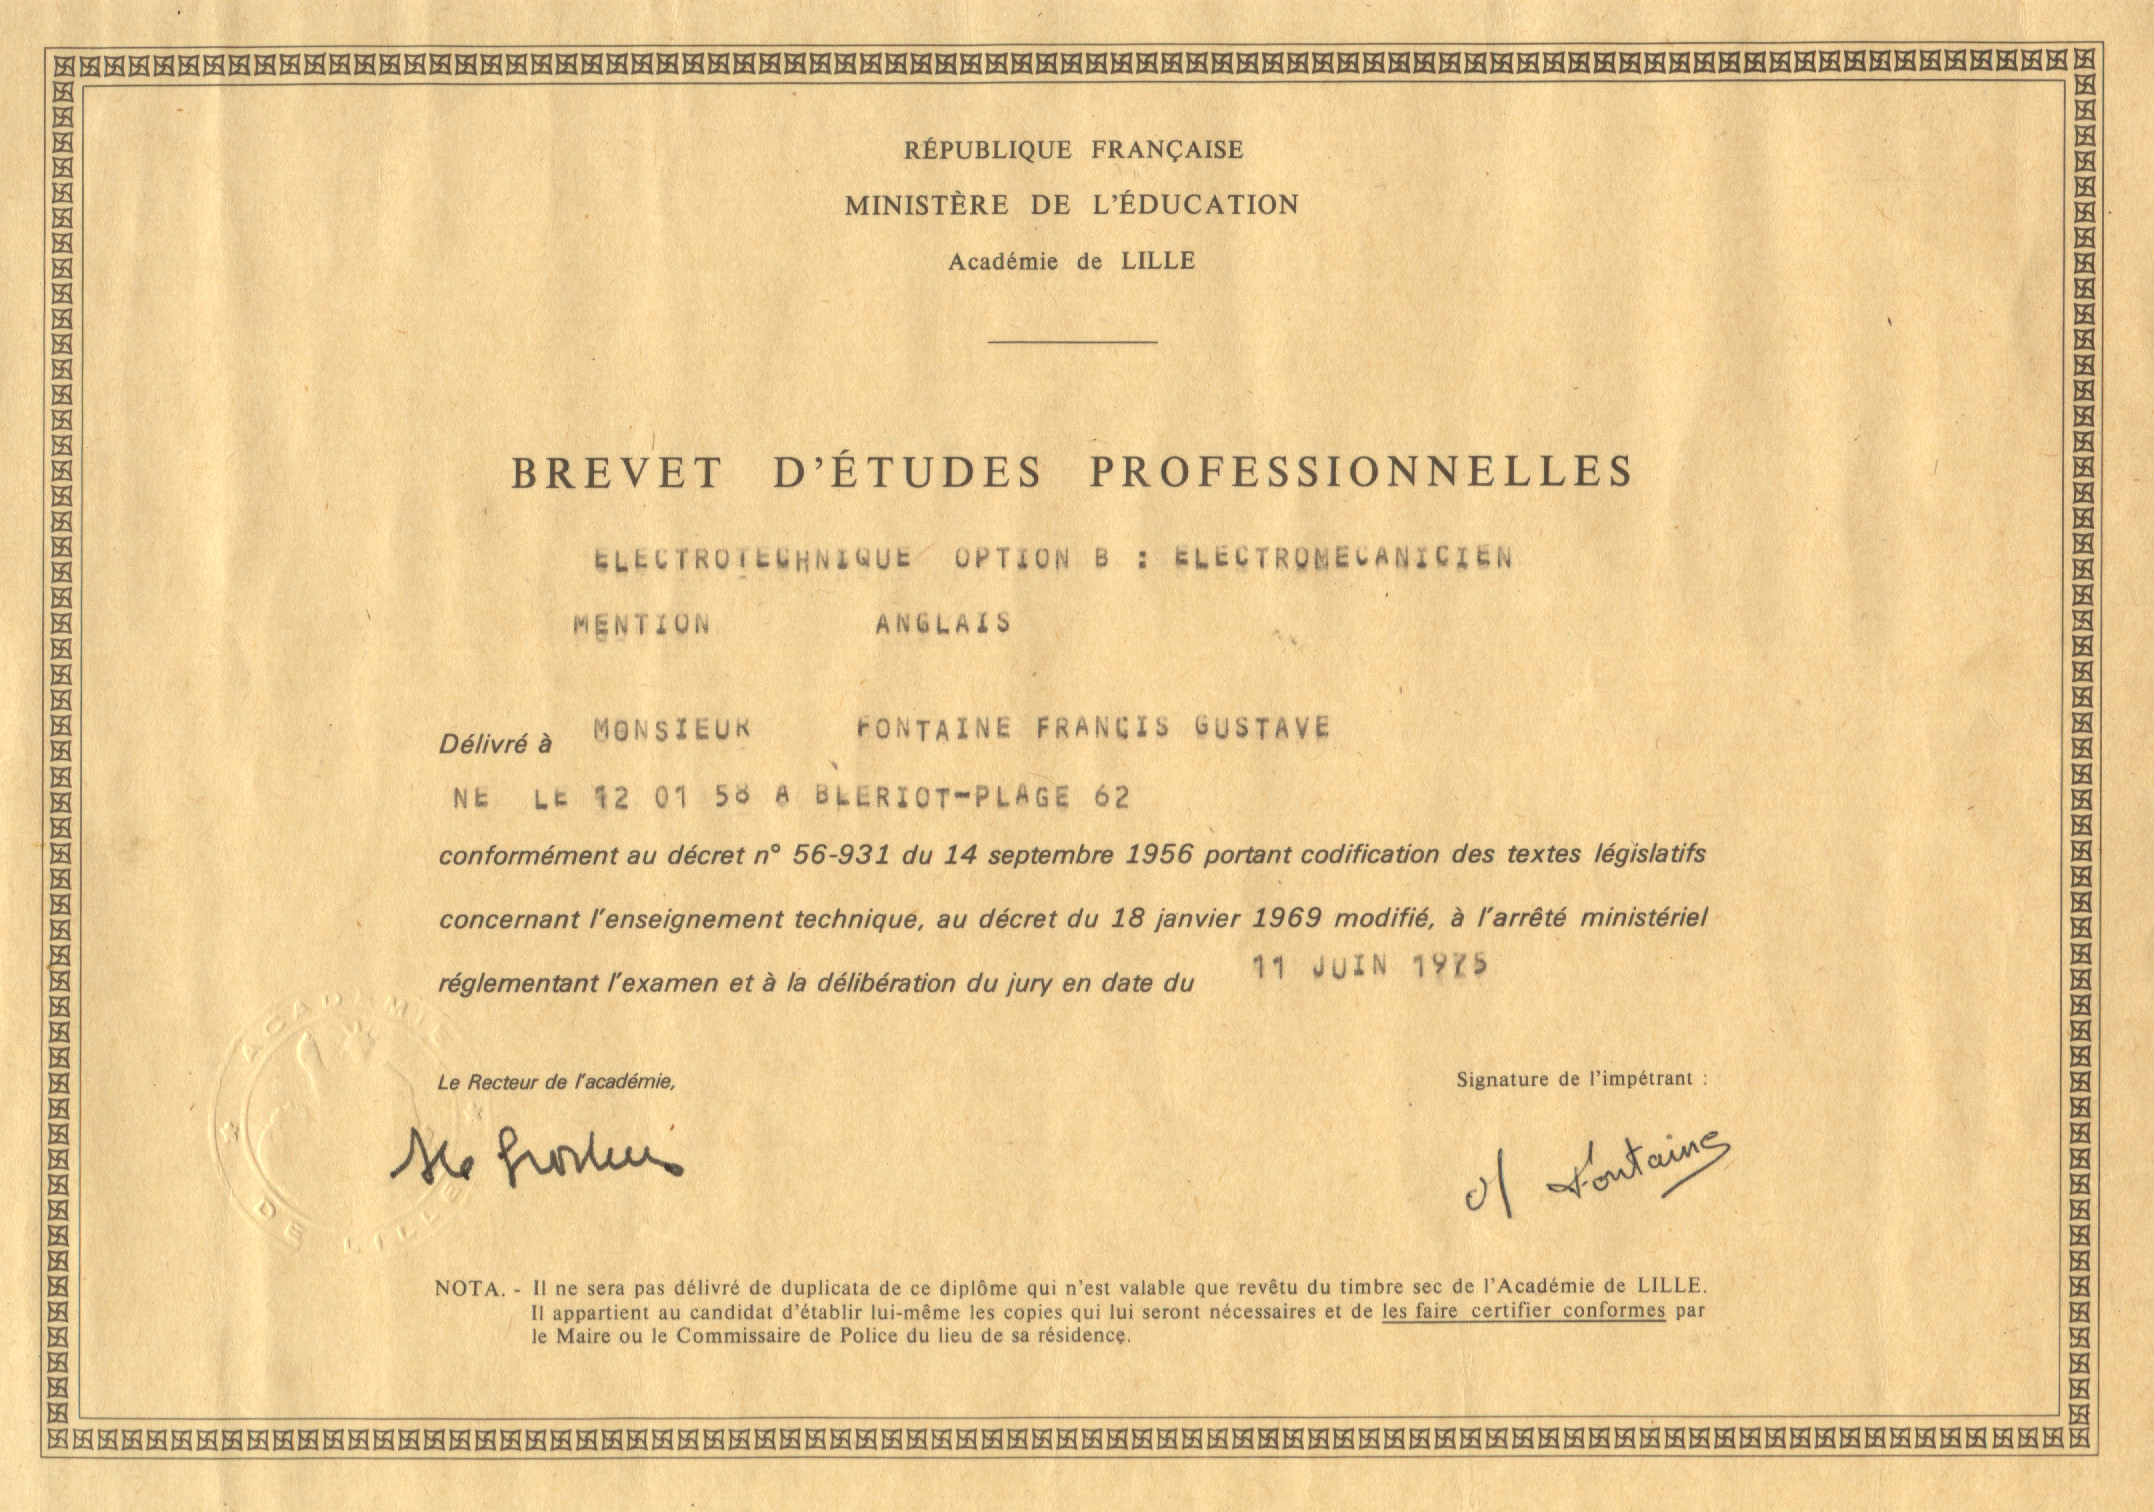 RÉPUBLIQUE FRANÇAISE
MINISTÈRE DE L'ÉDUCATION
Académie de LILLE
BREVET D'ÉTUDES PROFESSIONNELLES
ELECTROTECHNIQUE OPTION B : ELECTROMECANICIEN
MENTION ANGLAIS
Délivré à MONSIEUR FONTAINE FRANCIS GUSTAVE
NE LE 12 01 58 A BLERIOT-PLAGE 62
conformément au décret n° 56-931 du 14 septembre 1956 portant codification des textes législatifs
concernant l'enseignement technique, au décret du 18 janvier 1969 modifié, à l'arrêté ministériel
réglementant l'examen et à la délibération du jury en date du 11 JUIN 1975
ACADEMIE DE LILLE
Le Recteur de l'académie,
Signature de l'impétrant :
Fontaine
NOTA. - Il ne sera pas délivré de duplicata de ce diplôme qui n'est valable que revêtu du timbre sec de l'Académie de LILLE.
Il appartient au candidat d'établir lui-même les copies qui lui seront nécessaires et de les faire certifier conformes par
le Maire ou le Commissaire de Police du lieu de sa résidence.